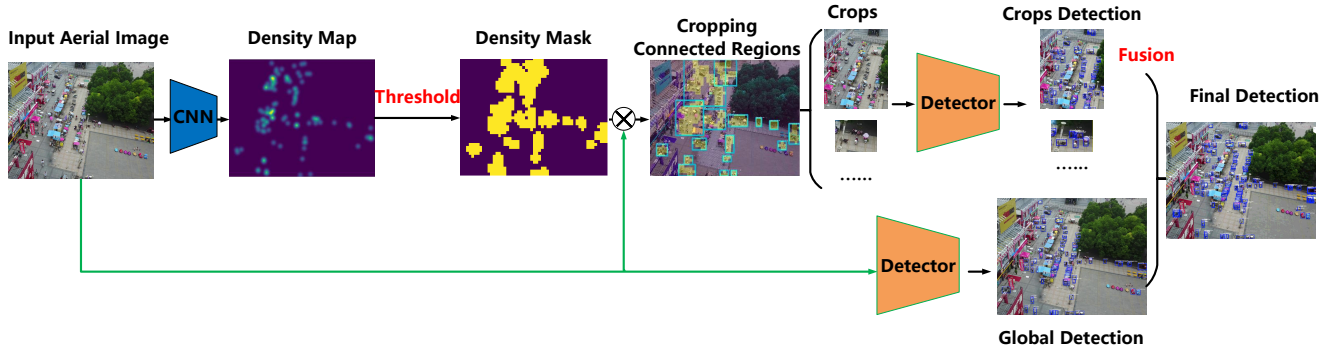 Input Aerial Image
CNN
Density Map
Threshold
Density Mask
Cropping
Connected Regions
Crops
......
Detector
Crops Detection
......
Fusion
Final Detection
Detector
Global Detection